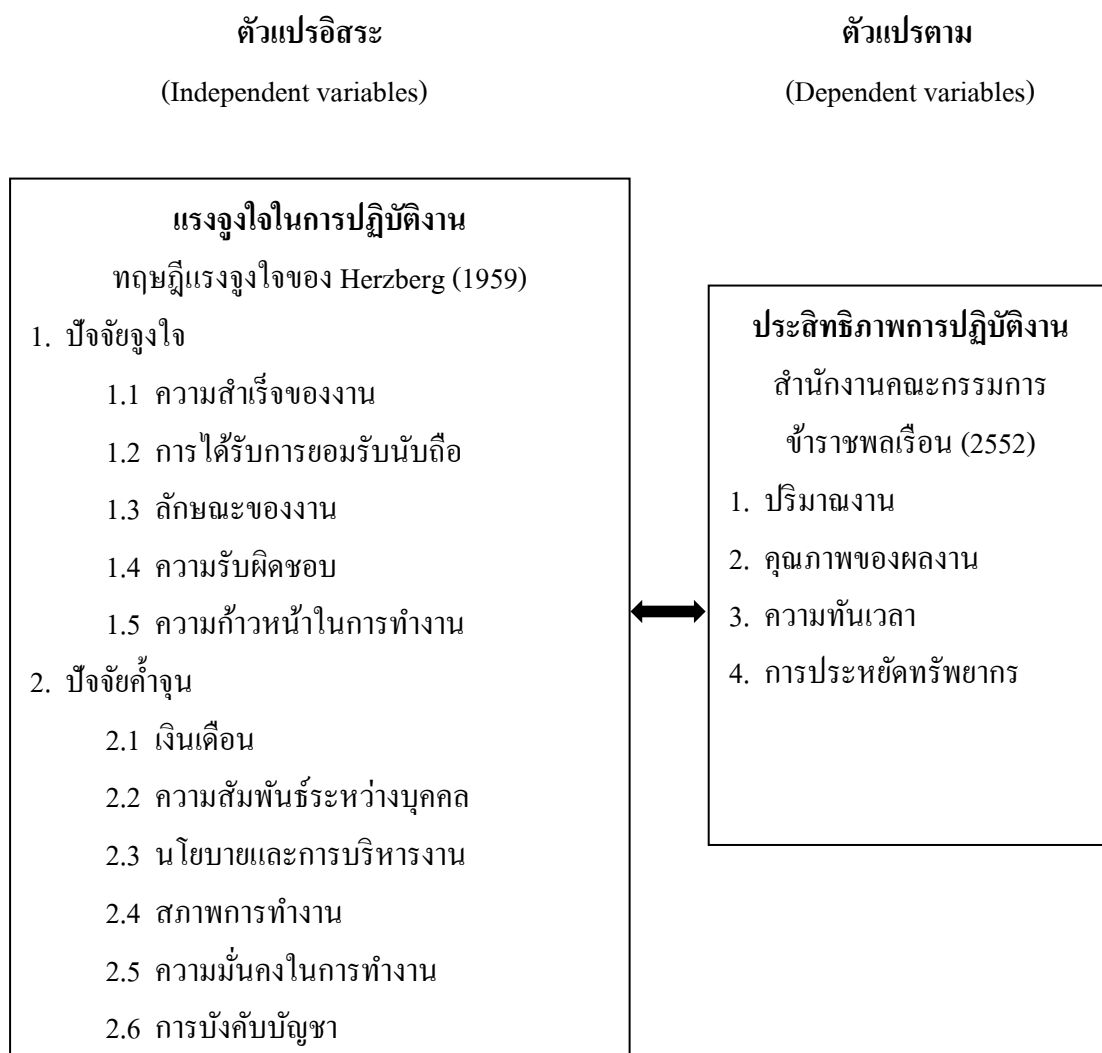 ตัวแปรอิสระ
(Independent variables)
ตัวแปรตาม
(Dependent variables)
แรงจูงใจในการปฏิบัติงาน
ทฤษฎีแรงจูงใจของ Herzberg (1959)
1. ปัจจัยจูงใจ
1.1 ความสำเร็จของงาน
1.2 การได้รับการยอมรับนับถือ
1.3 ลักษณะของงาน
1.4 ความรับผิดชอบ
1.5 ความก้าวหน้าในการทำงาน
2. ปัจจัยค้ำจุน
2.1 เงินเดือน
2.2 ความสัมพันธ์ระหว่างบุคคล
2.3 นโยบายและการบริหารงาน
2.4 สภาพการทำงาน
2.5 ความมั่นคงในการทำงาน
2.6 การบังคับบัญชา
ประสิทธิภาพการปฏิบัติงาน
สำนักงานคณะกรรมการ
ข้าราชพลเรือน (2552)
1. ปริมาณงาน
2. คุณภาพของผลงาน
3. ความทันเวลา
4. การประหยัดทรัพยากร